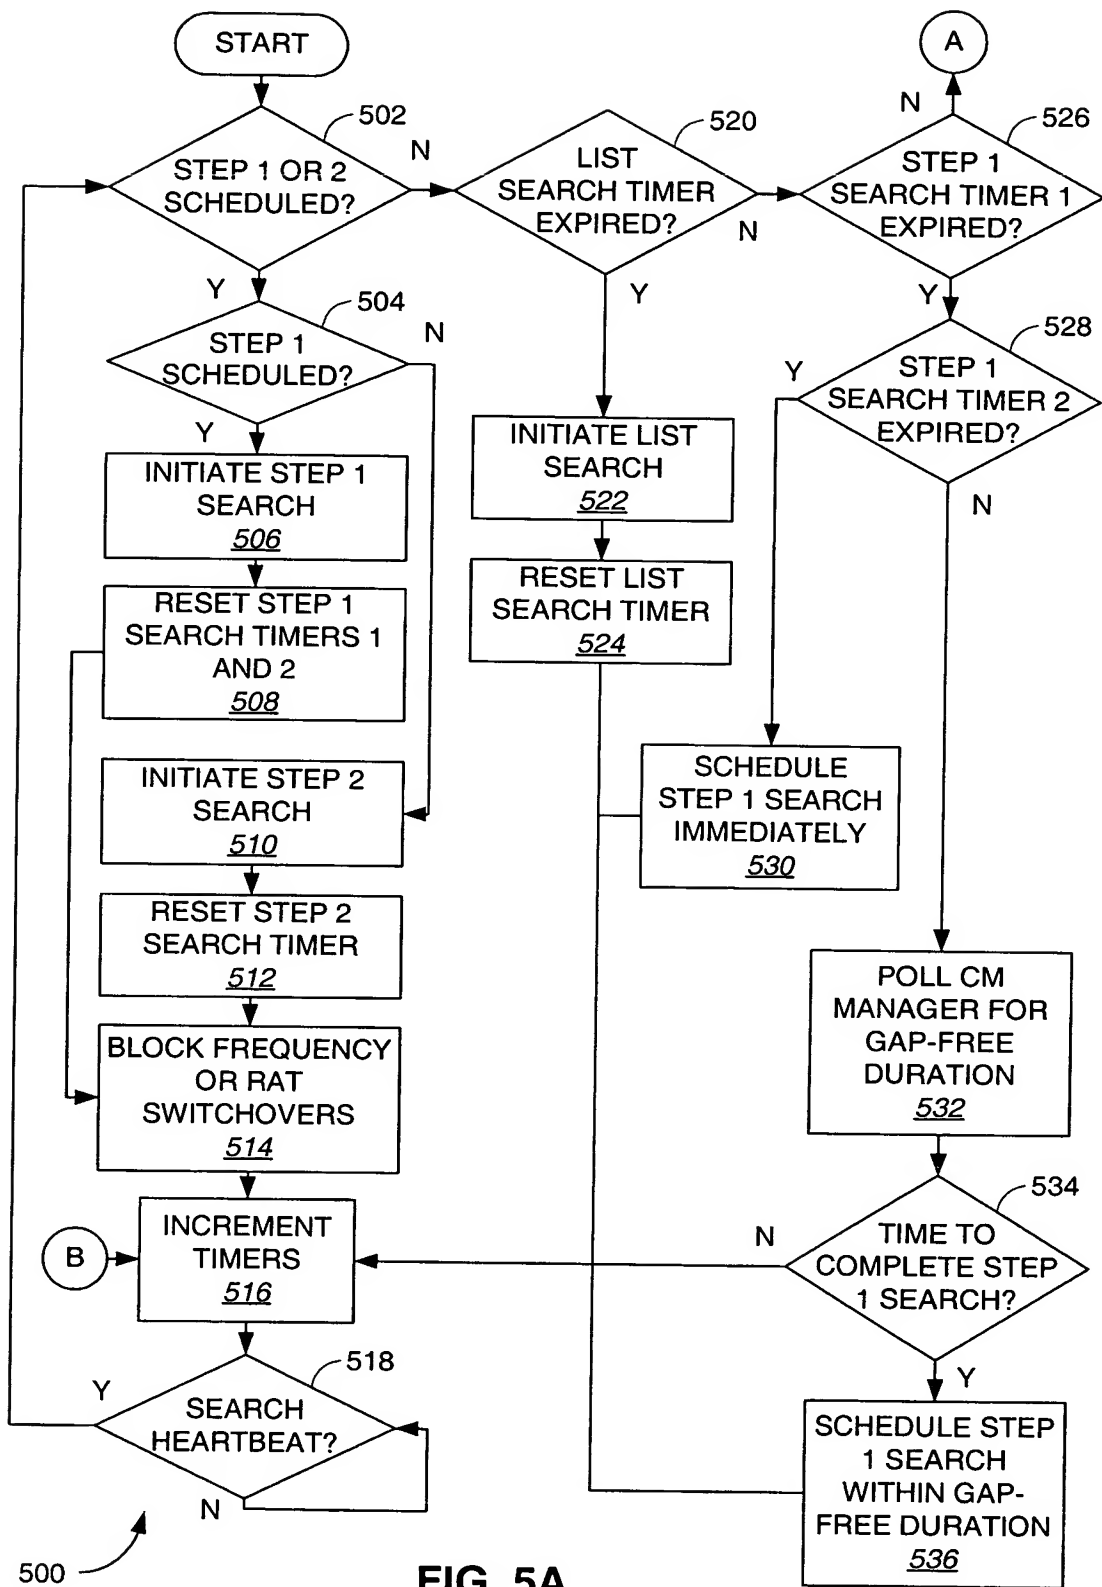 START
A
502
STEP 1 OR 2
SCHEDULED?
N
Y
520
LIST
SEARCH TIMER
EXPIRED?
N
Y
526
N
STEP 1
SEARCH TIMER 1
EXPIRED?
Y
504
STEP 1
SCHEDULED?
N
Y
528
STEP 1
SEARCH TIMER 2
EXPIRED?
Y
N
INITIATE STEP 1
SEARCH
506
RESET STEP 1
SEARCH TIMERS 1
AND 2
508
INITIATE LIST
SEARCH
522
RESET LIST
SEARCH TIMER
524
SCHEDULE
STEP 1 SEARCH
IMMEDIATELY
530
INITIATE STEP 2
SEARCH
510
RESET STEP 2
SEARCH TIMER
512
BLOCK FREQUENCY
OR RAT
SWITCHOVERS
514
POLL CM
MANAGER FOR
GAP-FREE
DURATION
532
B
INCREMENT
TIMERS
516
534
N
TIME TO
COMPLETE STEP
1 SEARCH?
Y
518
Y
SEARCH
HEARTBEAT?
N
SCHEDULE STEP
1 SEARCH
WITHIN GAP-
FREE DURATION
536
500
FIG. 5A